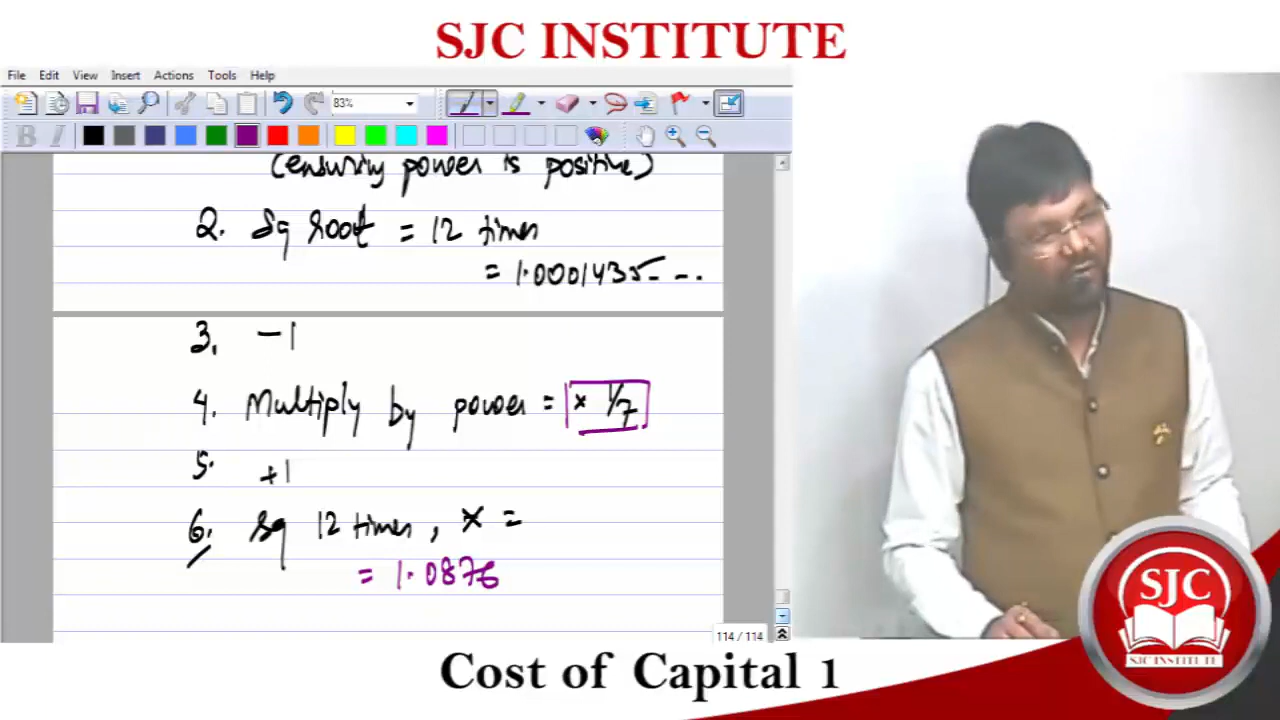 SJC INSTITUTE
File Edit View Insert Actions Tools Help
83%
B I
(ensuring power is positive)
2. Sq Root = 12 times
= 1.0001435- - .
3. - 1
4. Multiply by power = × 1/7
5. + 1
6. Sq 12 times, × =
= 1.0876
114 / 114
SJC
SJC INSTITUTE
Cost of Capital 1